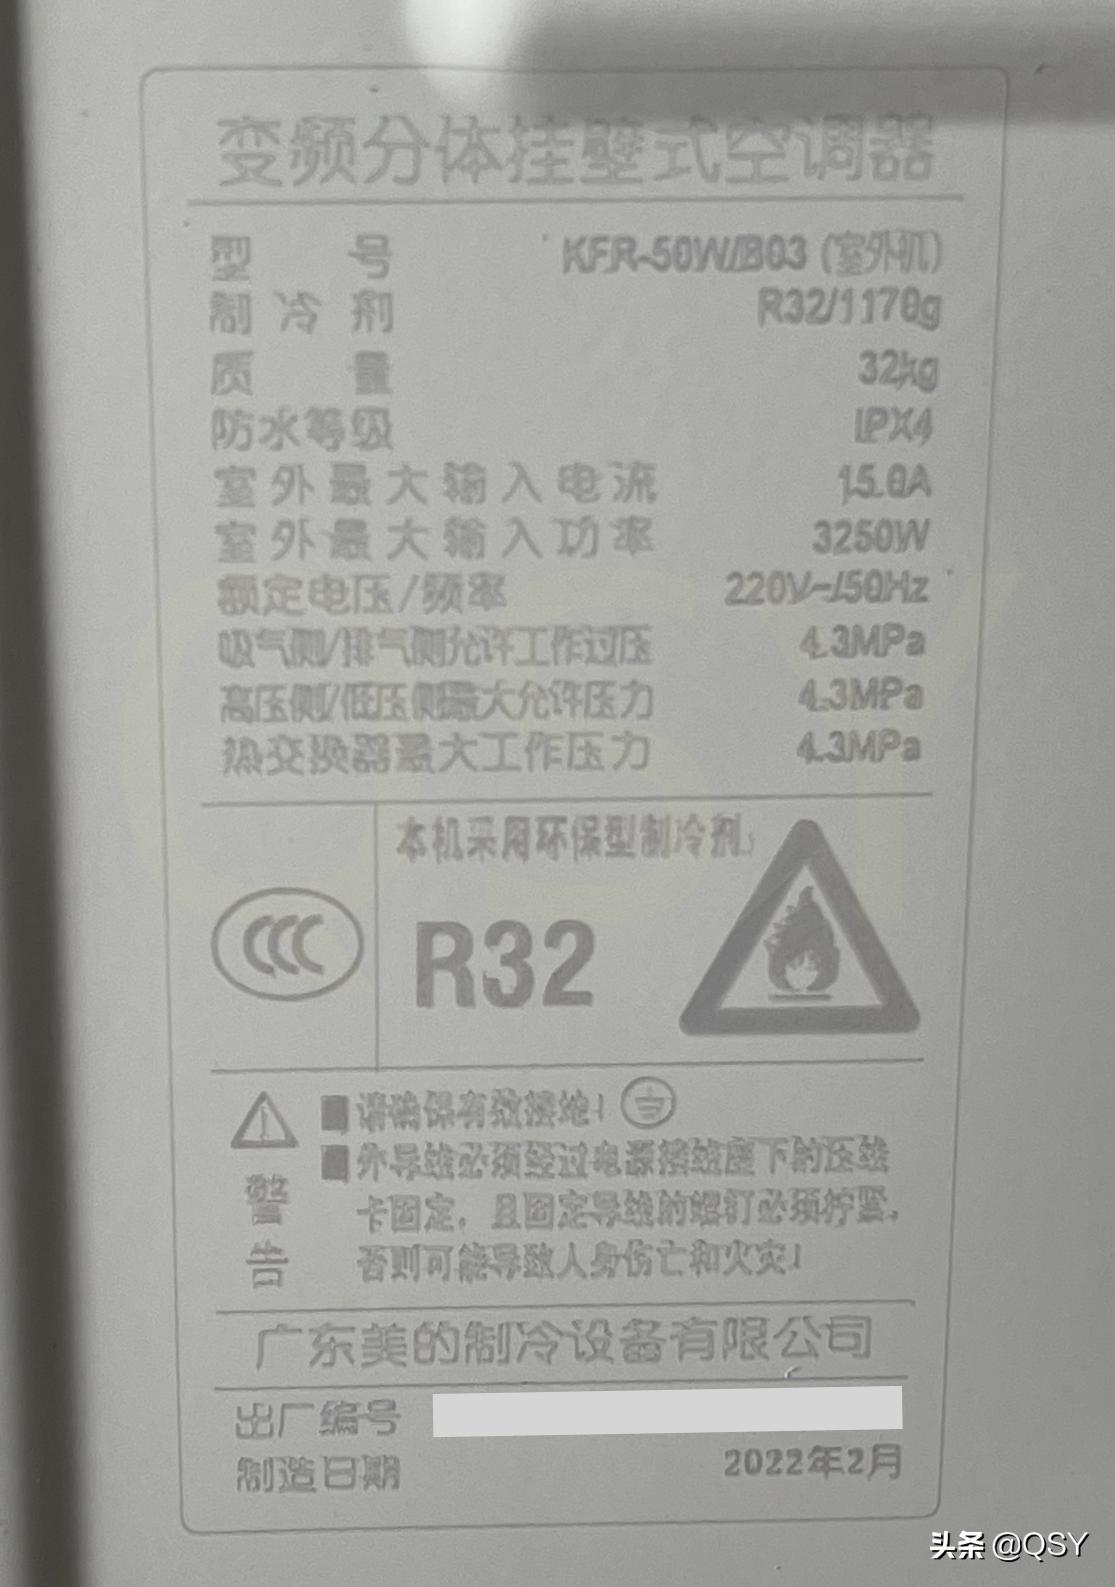 变频分体挂壁式空调器
型号 KFR-50W/B03 (室外机)
制冷剂 R32/1170g
质量 32kg
防水等级 IPX4
室外最大输入电流 15.0A
室外最大输入功率 3250W
额定电压/频率 220V~/50Hz
吸气侧/排气侧允许工作过压 4.3MPa
高压侧/低压侧最大允许压力 4.3MPa
热交换器最大工作压力 4.3MPa
本机采用环保型制冷剂:
CCC
R32
■请确保有效接地!
■外导线必须经过电源接线座下的压线
卡固定，且固定导线的螺钉必须拧紧，
否则可能导致人身伤亡和火灾!
警告
广东美的制冷设备有限公司
出厂编号
制造日期 2022年2月
头条 @QSY